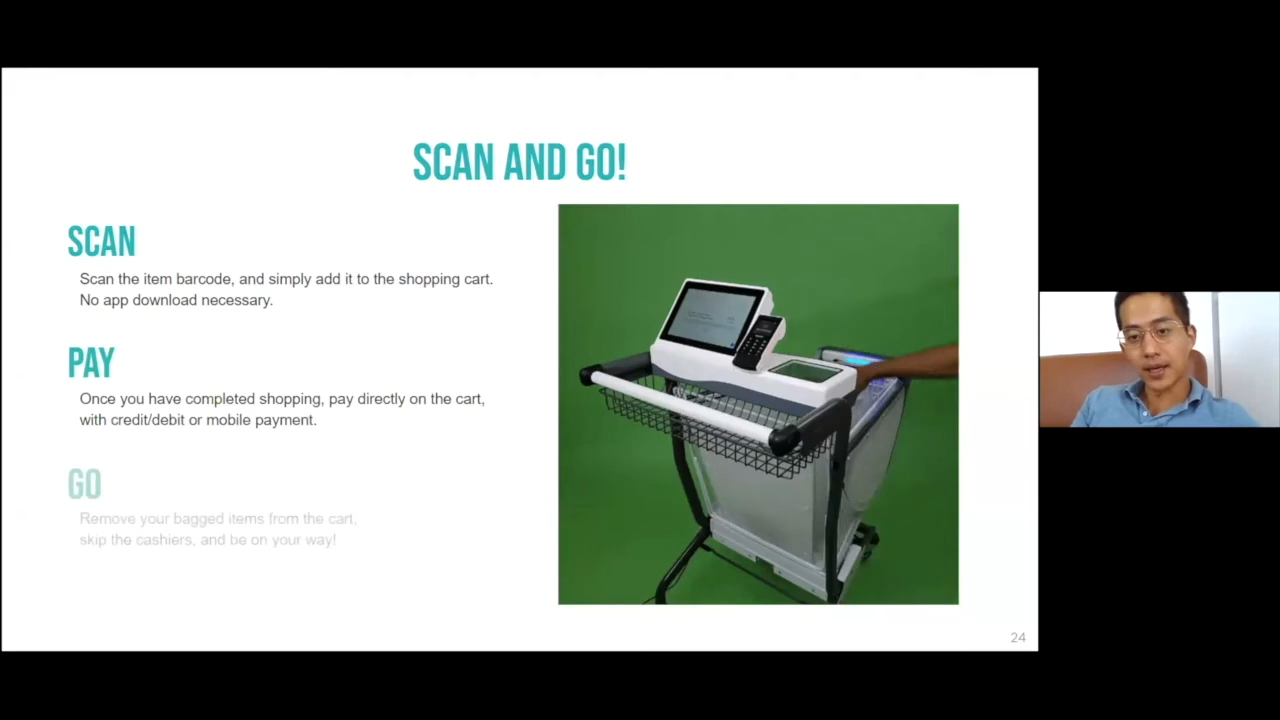 SCAN AND GO!
SCAN
Scan the item barcode, and simply add it to the shopping cart.
No app download necessary.
PAY
Once you have completed shopping, pay directly on the cart,
with credit/debit or mobile payment.
GO
Remove your bagged items from the cart,
skip the cashiers, and be on your way!
24